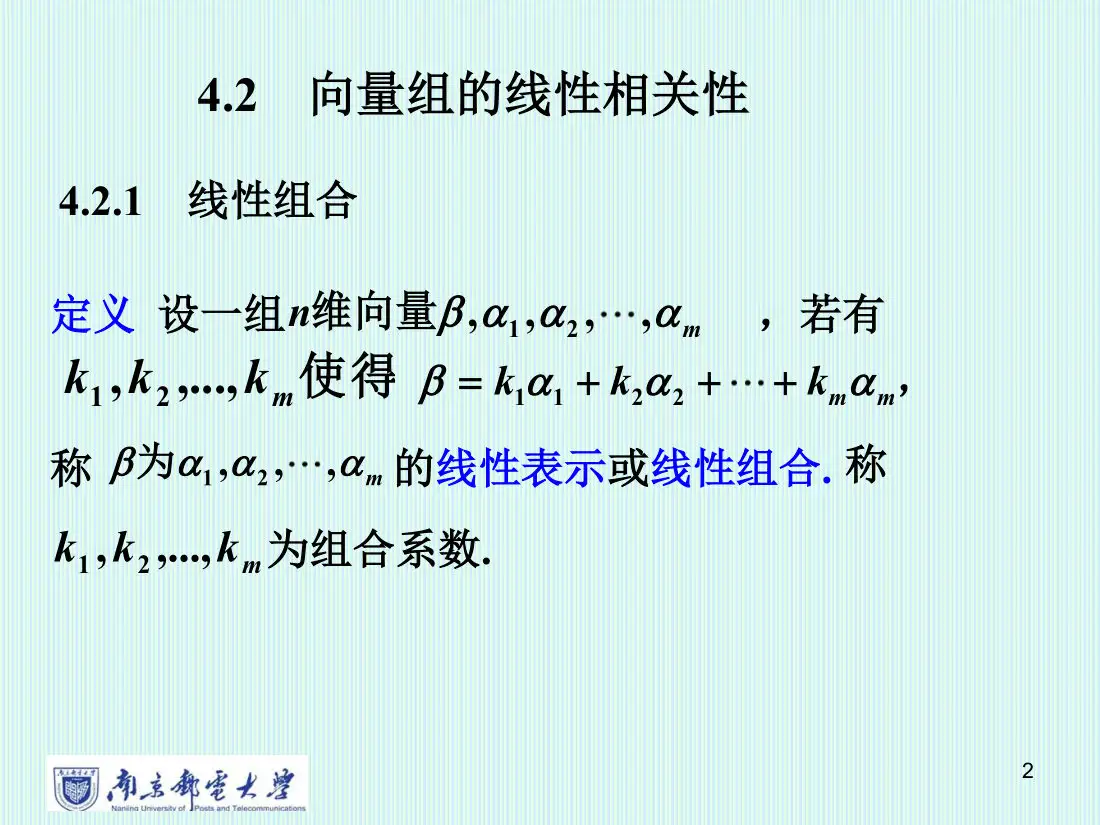 4.2 向量组的线性相关性
4.2.1 线性组合
定义 设一组n维向量β,α₁,α₂,⋯,αₘ ，若有
k₁,k₂,...,kₘ使得 β = k₁α₁ + k₂α₂ + ⋯ + kₘαₘ，
称 β为α₁,α₂,⋯,αₘ 的线性表示或线性组合. 称
k₁,k₂,...,kₘ为组合系数.
2
南京邮電大学
Nanjing University of Posts and Telecommunications